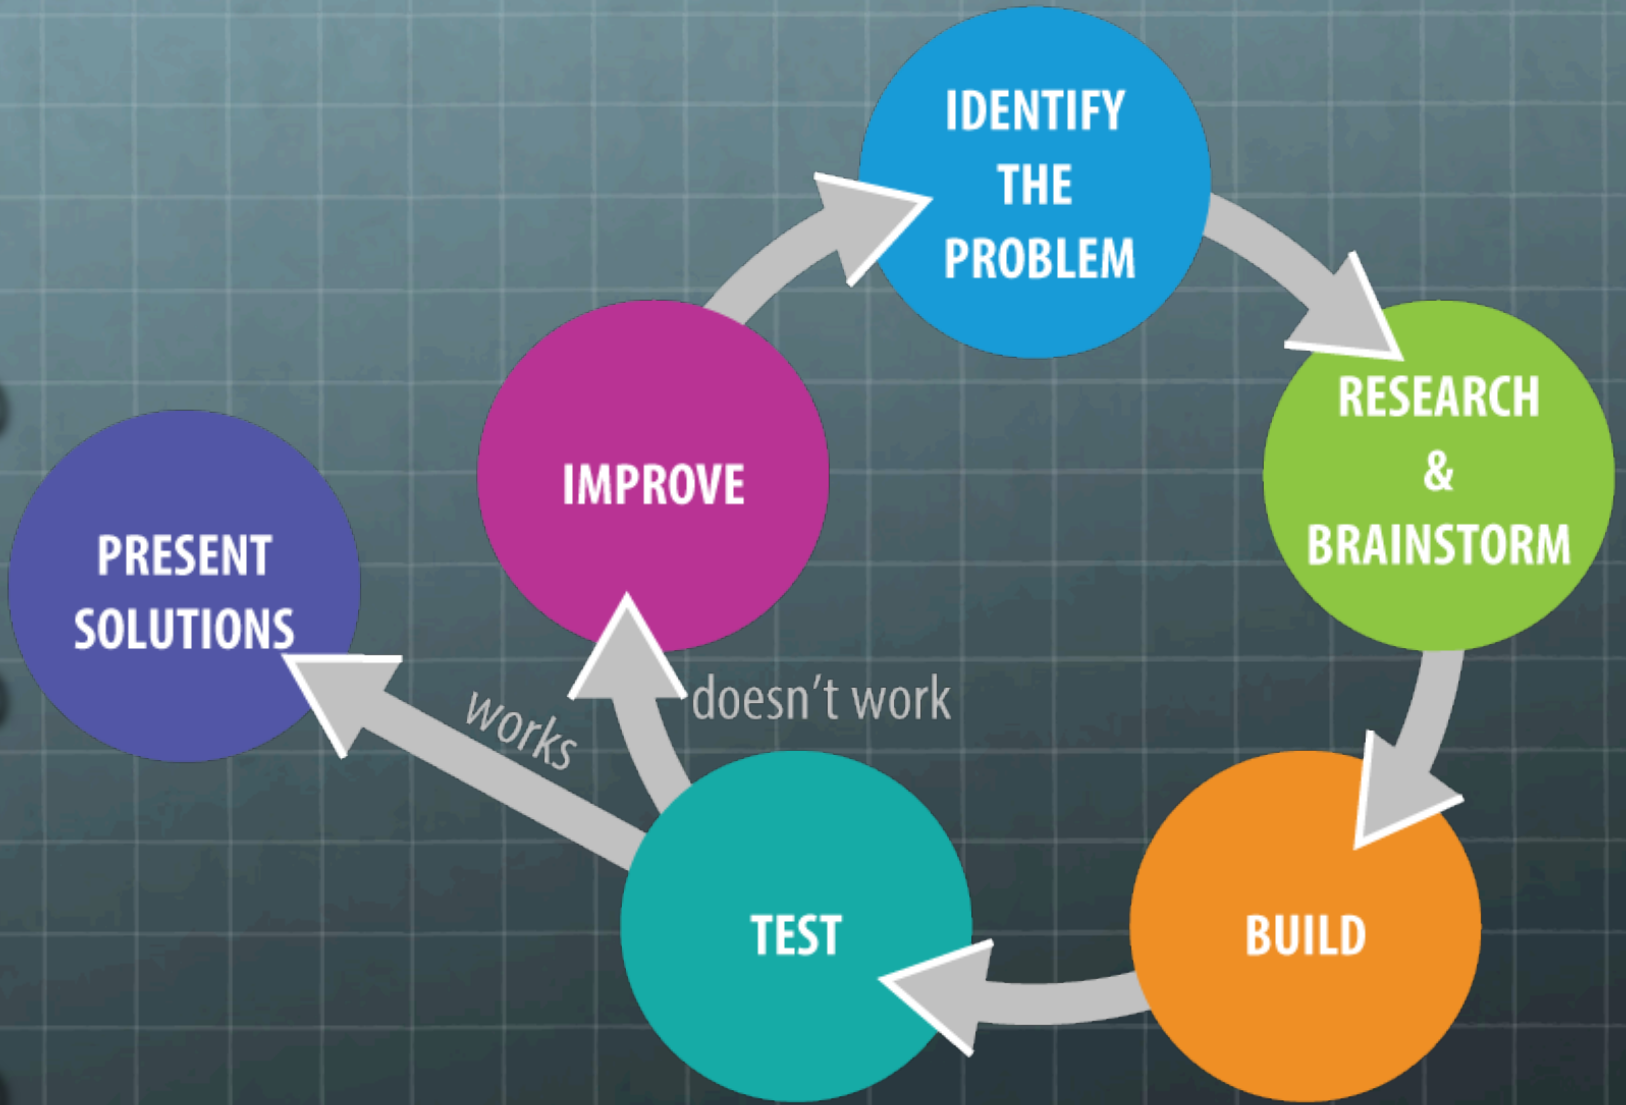 IDENTIFY
THE
PROBLEM
RESEARCH
&
BRAINSTORM
BUILD
TEST
doesn't work
works
IMPROVE
PRESENT
SOLUTIONS